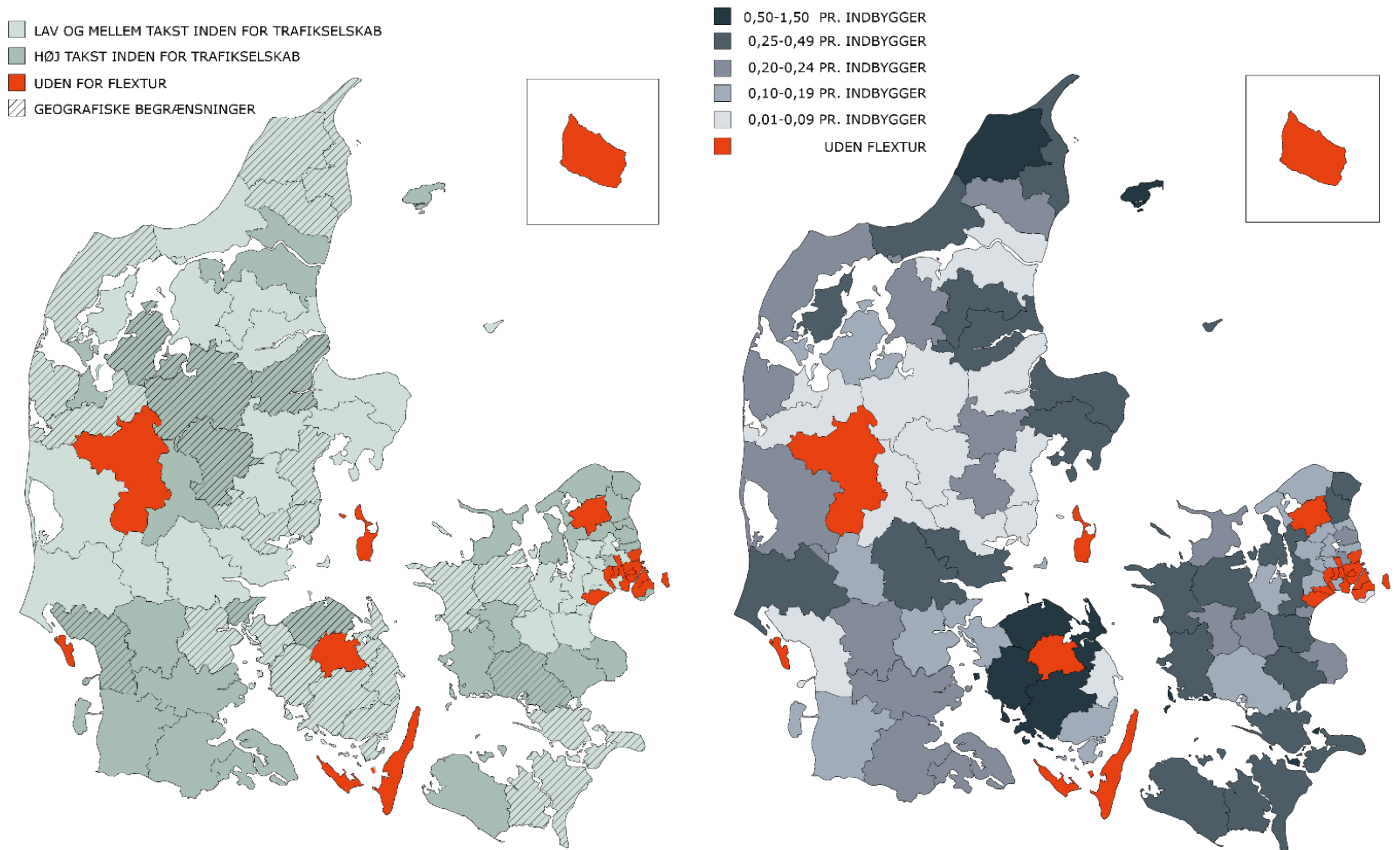 LAV OG MELLEM TAKST INDEN FOR TRAFIKSELSKAB
HØJ TAKST INDEN FOR TRAFIKSELSKAB
UDEN FOR FLEXTUR
GEOGRAFISKE BEGRÆNSNINGER
0,50-1,50 PR. INDBYGGER
0,25-0,49 PR. INDBYGGER
0,20-0,24 PR. INDBYGGER
0,10-0,19 PR. INDBYGGER
0,01-0,09 PR. INDBYGGER
UDEN FLEXTUR